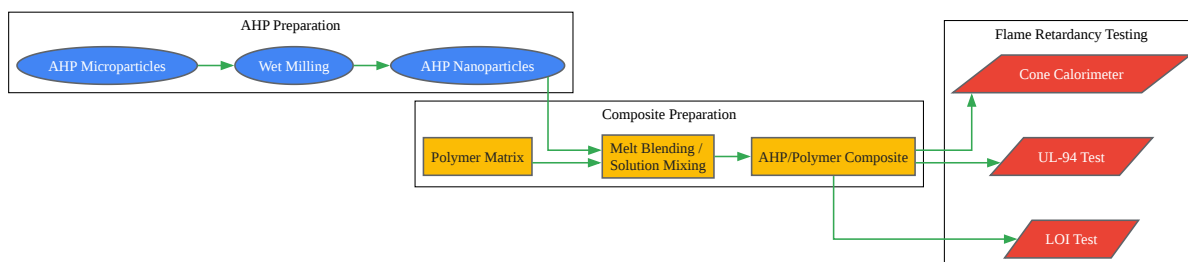 AHP Preparation
AHP Microparticles
Wet Milling
AHP Nanoparticles
Composite Preparation
Polymer Matrix
Melt Blending /
Solution Mixing
AHP/Polymer Composite
Flame Retardancy Testing
Cone Calorimeter
UL-94 Test
LOI Test